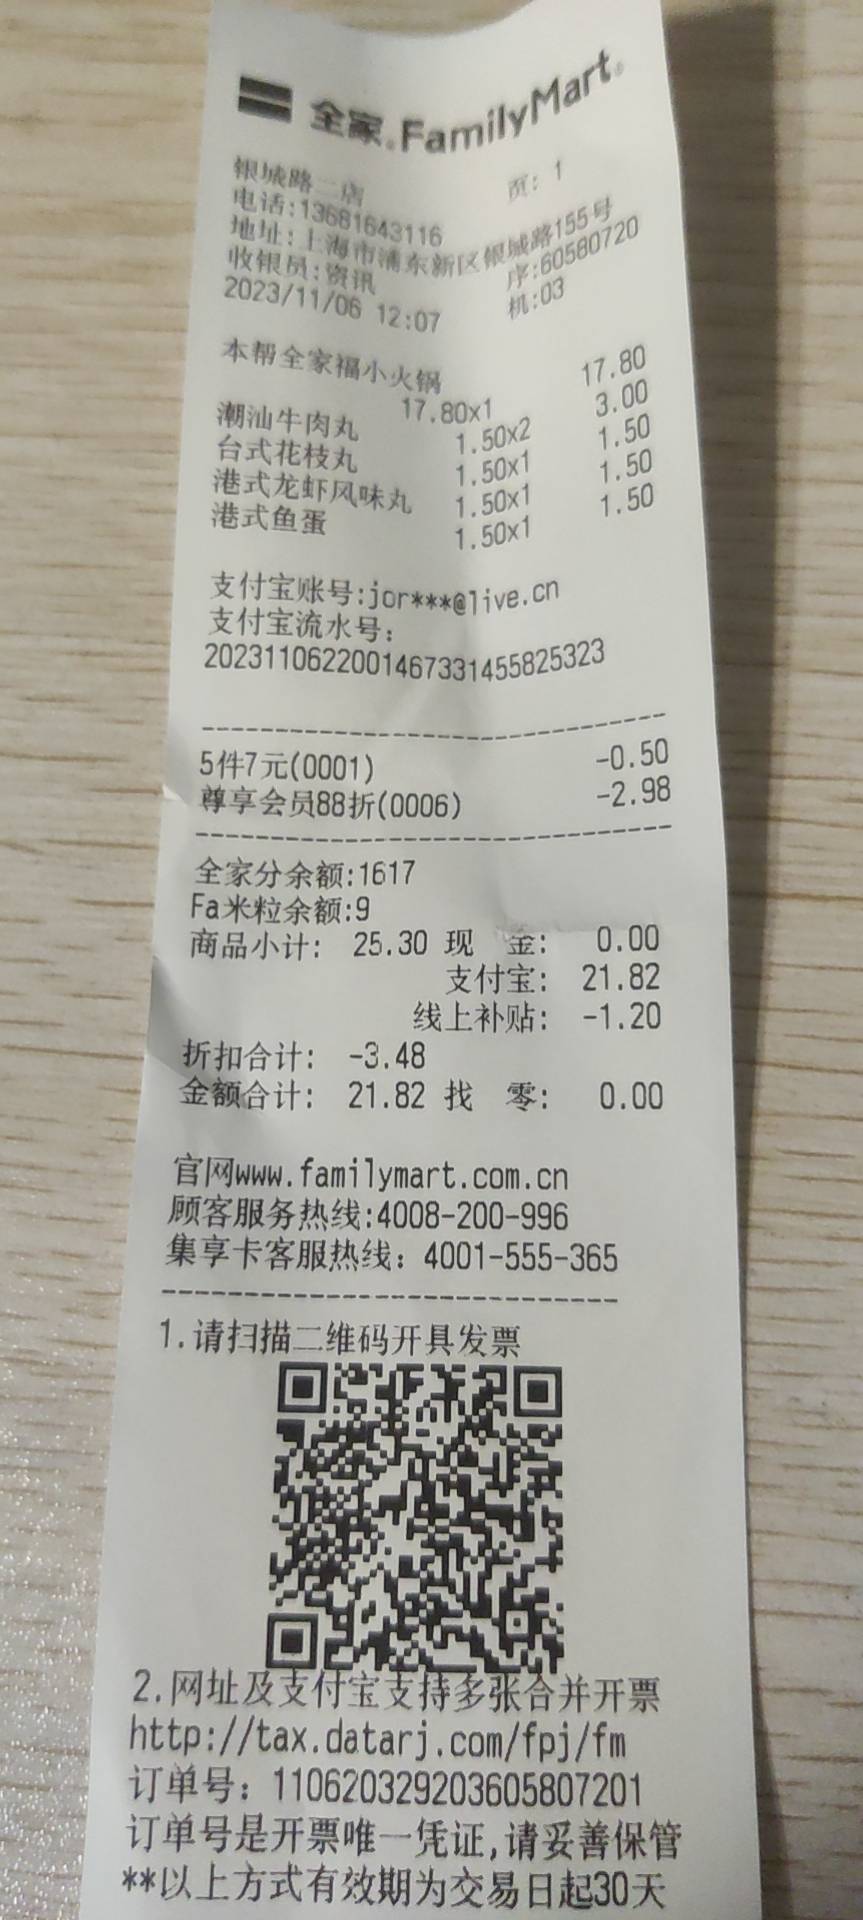 全家.FamilyMart
银城路二店 页: 1
电话:13681643116
地址:上海市浦东新区银城路155号
收银员:资讯 序:60580720
2023/11/06 12:07 机:03
本帮全家福小火锅
17.80x1 17.80
潮汕牛肉丸 1.50x2 3.00
台式花枝丸 1.50x1 1.50
港式龙虾风味丸 1.50x1 1.50
港式鱼蛋 1.50x1 1.50
支付宝账号:jor***@live.cn
支付宝流水号:
2023110622001467331455825323
5件7元(0001) -0.50
尊享会员88折(0006) -2.98
全家分余额:1617
Fa米粒余额:9
商品小计: 25.30 现 金: 0.00
支付宝: 21.82
线上补贴: -1.20
折扣合计: -3.48
金额合计: 21.82 找 零: 0.00
官网www.familymart.com.cn
顾客服务热线:4008-200-996
集享卡客服热线: 4001-555-365
1.请扫描二维码开具发票
2.网址及支付宝支持多张合并开票
http://tax.datarj.com/fpj/fm
订单号: 110620329203605807201
订单号是开票唯一凭证,请妥善保管
**以上方式有效期为交易日起30天